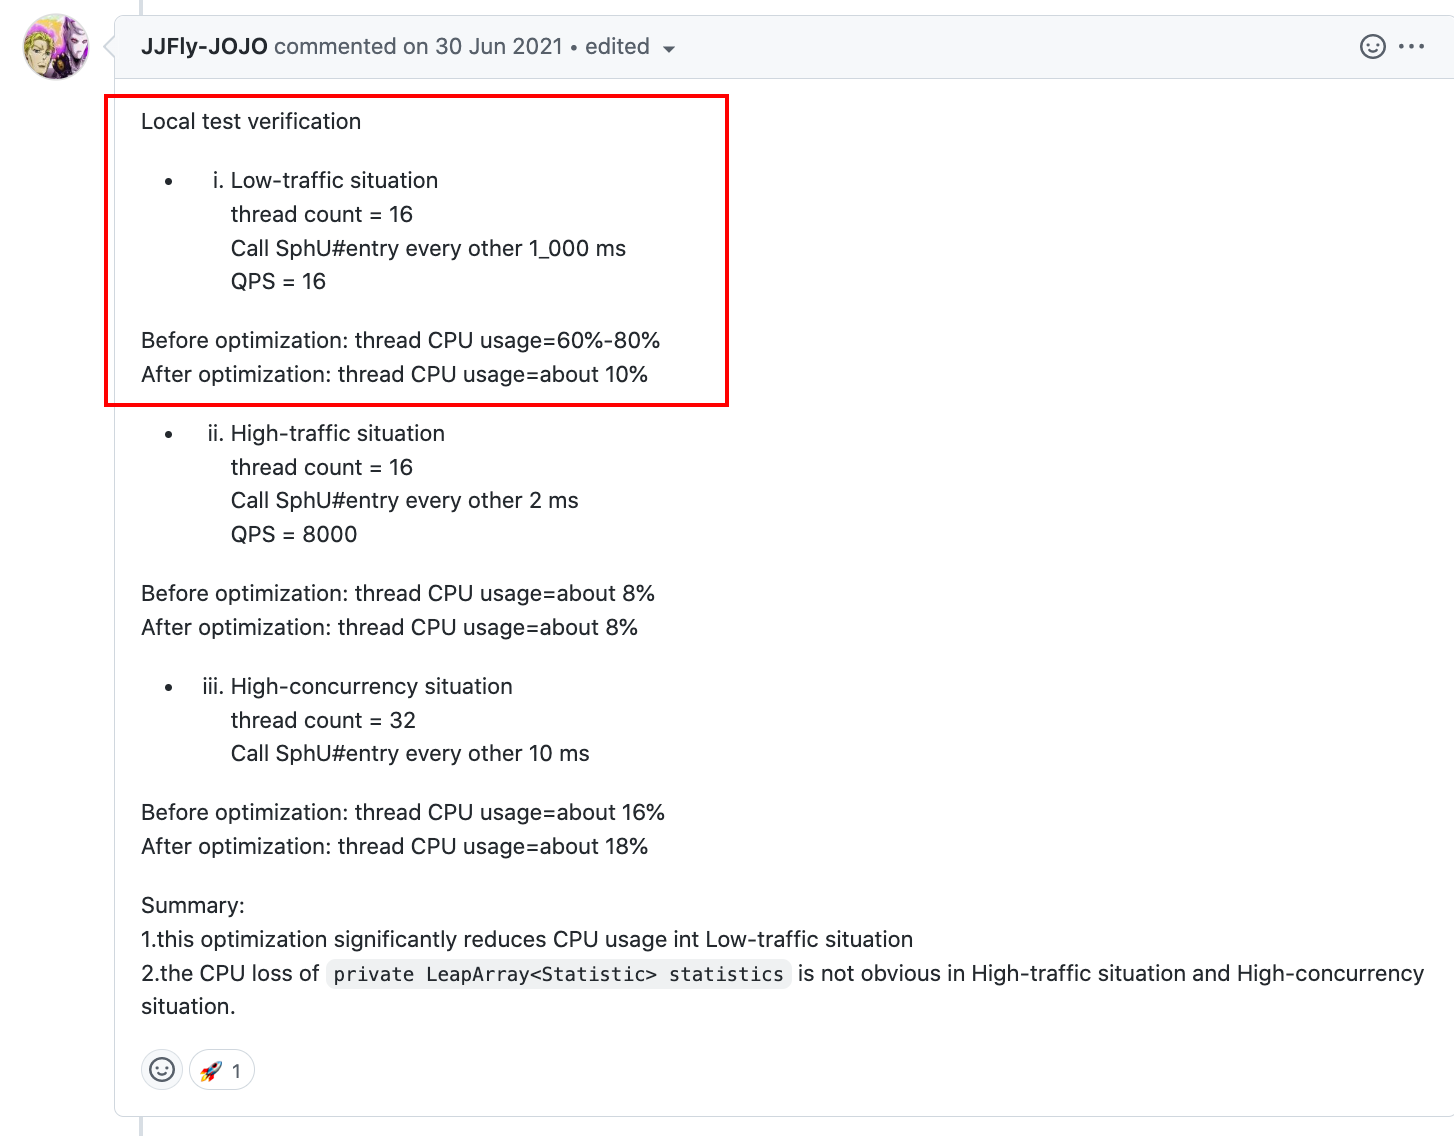 JJFly-JOJO commented on 30 Jun 2021 • edited
Local test verification
• i. Low-traffic situation
thread count = 16
Call SphU#entry every other 1_000 ms
QPS = 16
Before optimization: thread CPU usage=60%-80%
After optimization: thread CPU usage=about 10%
• ii. High-traffic situation
thread count = 16
Call SphU#entry every other 2 ms
QPS = 8000
Before optimization: thread CPU usage=about 8%
After optimization: thread CPU usage=about 8%
• iii. High-concurrency situation
thread count = 32
Call SphU#entry every other 10 ms
Before optimization: thread CPU usage=about 16%
After optimization: thread CPU usage=about 18%
Summary:
1.this optimization significantly reduces CPU usage int Low-traffic situation
2.the CPU loss of private LeapArray<Statistic> statistics is not obvious in High-traffic situation and High-concurrency
situation.
🚀 1